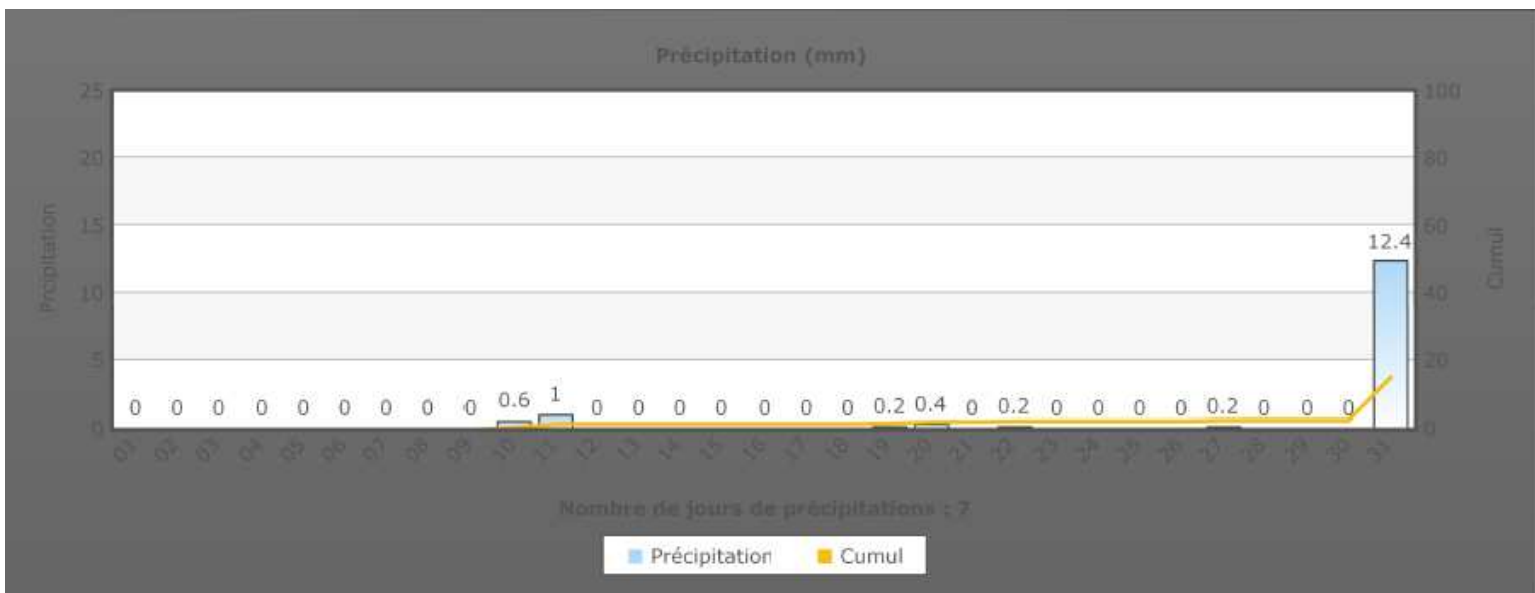 Précipitation (mm)
25 100
20 80
15 60
10 40
5 20
0 0
Prcipitation
Cumul
0 0 0 0 0 0 0 0 0 0.6 1 0 0 0 0 0 0 0 0.2 0.4 0 0.2 0 0 0 0 0.2 0 0 0 12.4
01 02 03 04 05 06 07 08 09 10 11 12 13 14 15 16 17 18 19 20 21 22 23 24 25 26 27 28 29 30 31
Nombre de jours de précipitations : 7
Précipitation Cumul